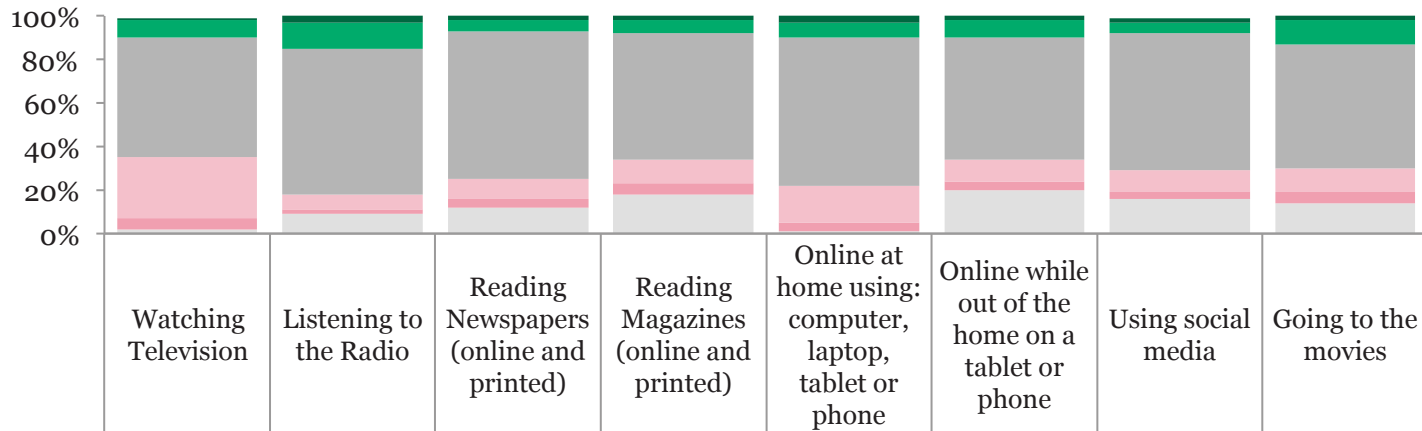 100%
80%
60%
40%
20%
0%
Watching
Television
Listening to
the Radio
Reading
Newspapers
(online and
printed)
Reading
Magazines
(online and
printed)
Online at
home using:
computer,
laptop,
tablet or
phone
Online while
out of the
home on a
tablet or
phone
Using social
media
Going to the
movies